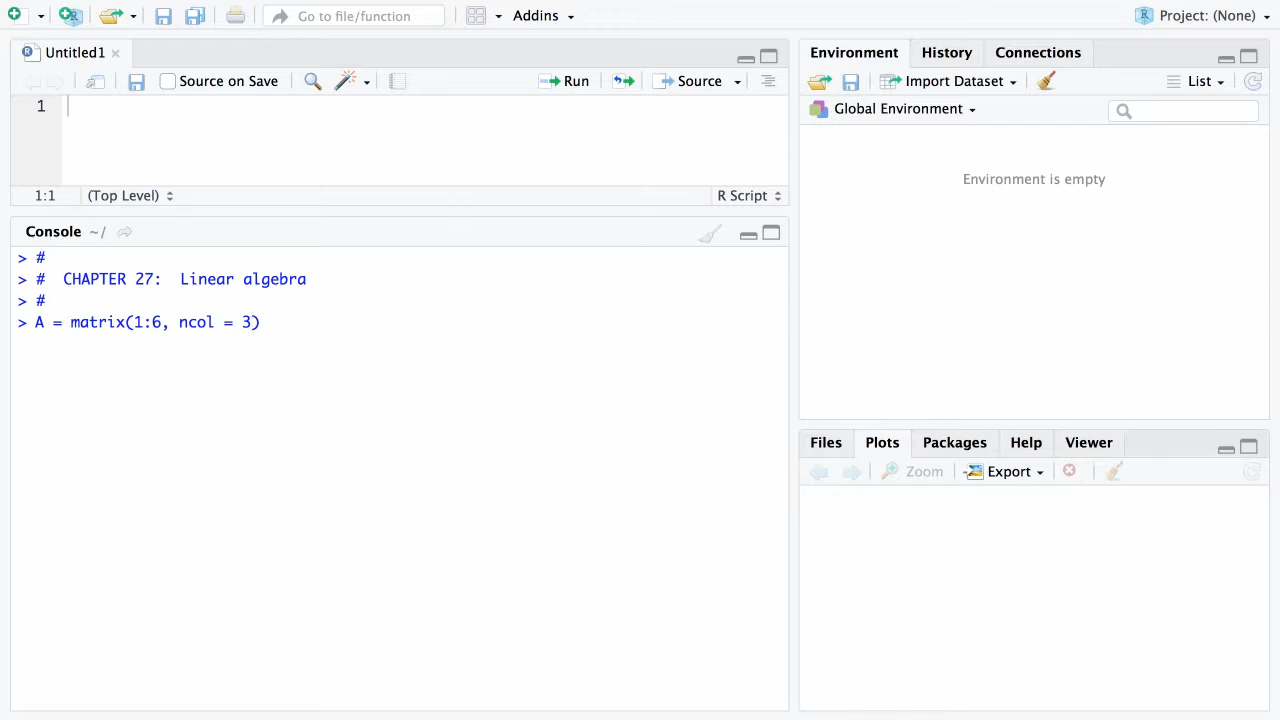 Go to file/function
Addins
Project: (None)
Untitled1
Source on Save
Run
Source
1
1:1
(Top Level)
R Script
Console ~/
> #
> # CHAPTER 27: Linear algebra
> #
> A = matrix(1:6, ncol = 3)
Environment
History
Connections
Import Dataset
List
Global Environment
Environment is empty
Files
Plots
Packages
Help
Viewer
Zoom
Export